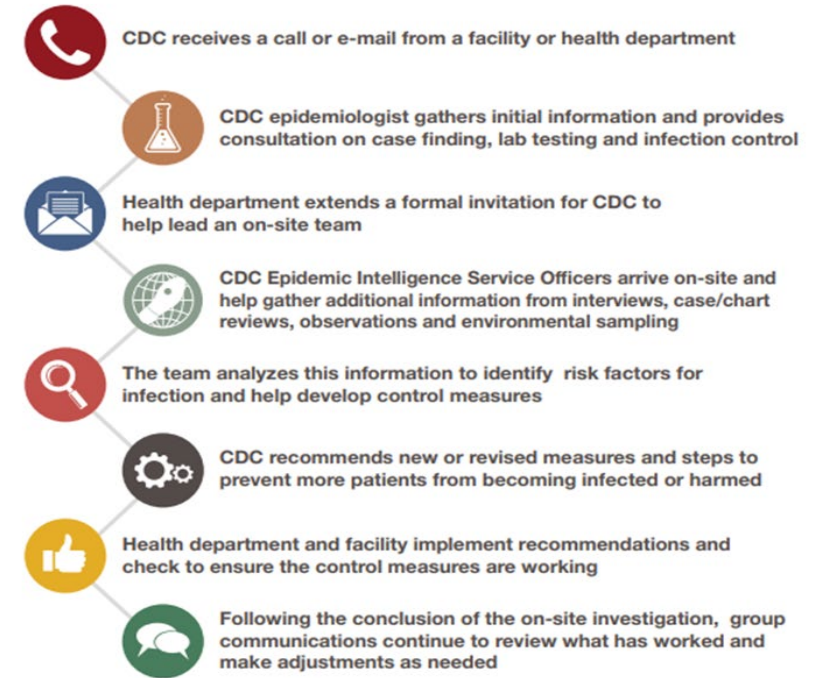 CDC receives a call or e-mail from a facility or health department
CDC epidemiologist gathers initial information and provides
consultation on case finding, lab testing and infection control
Health department extends a formal invitation for CDC to
help lead an on-site team
CDC Epidemic Intelligence Service Officers arrive on-site and
help gather additional information from interviews, case/chart
reviews, observations and environmental sampling
The team analyzes this information to identify risk factors for
infection and help develop control measures
CDC recommends new or revised measures and steps to
prevent more patients from becoming infected or harmed
Health department and facility implement recommendations and
check to ensure the control measures are working
Following the conclusion of the on-site investigation, group
communications continue to review what has worked and
make adjustments as needed